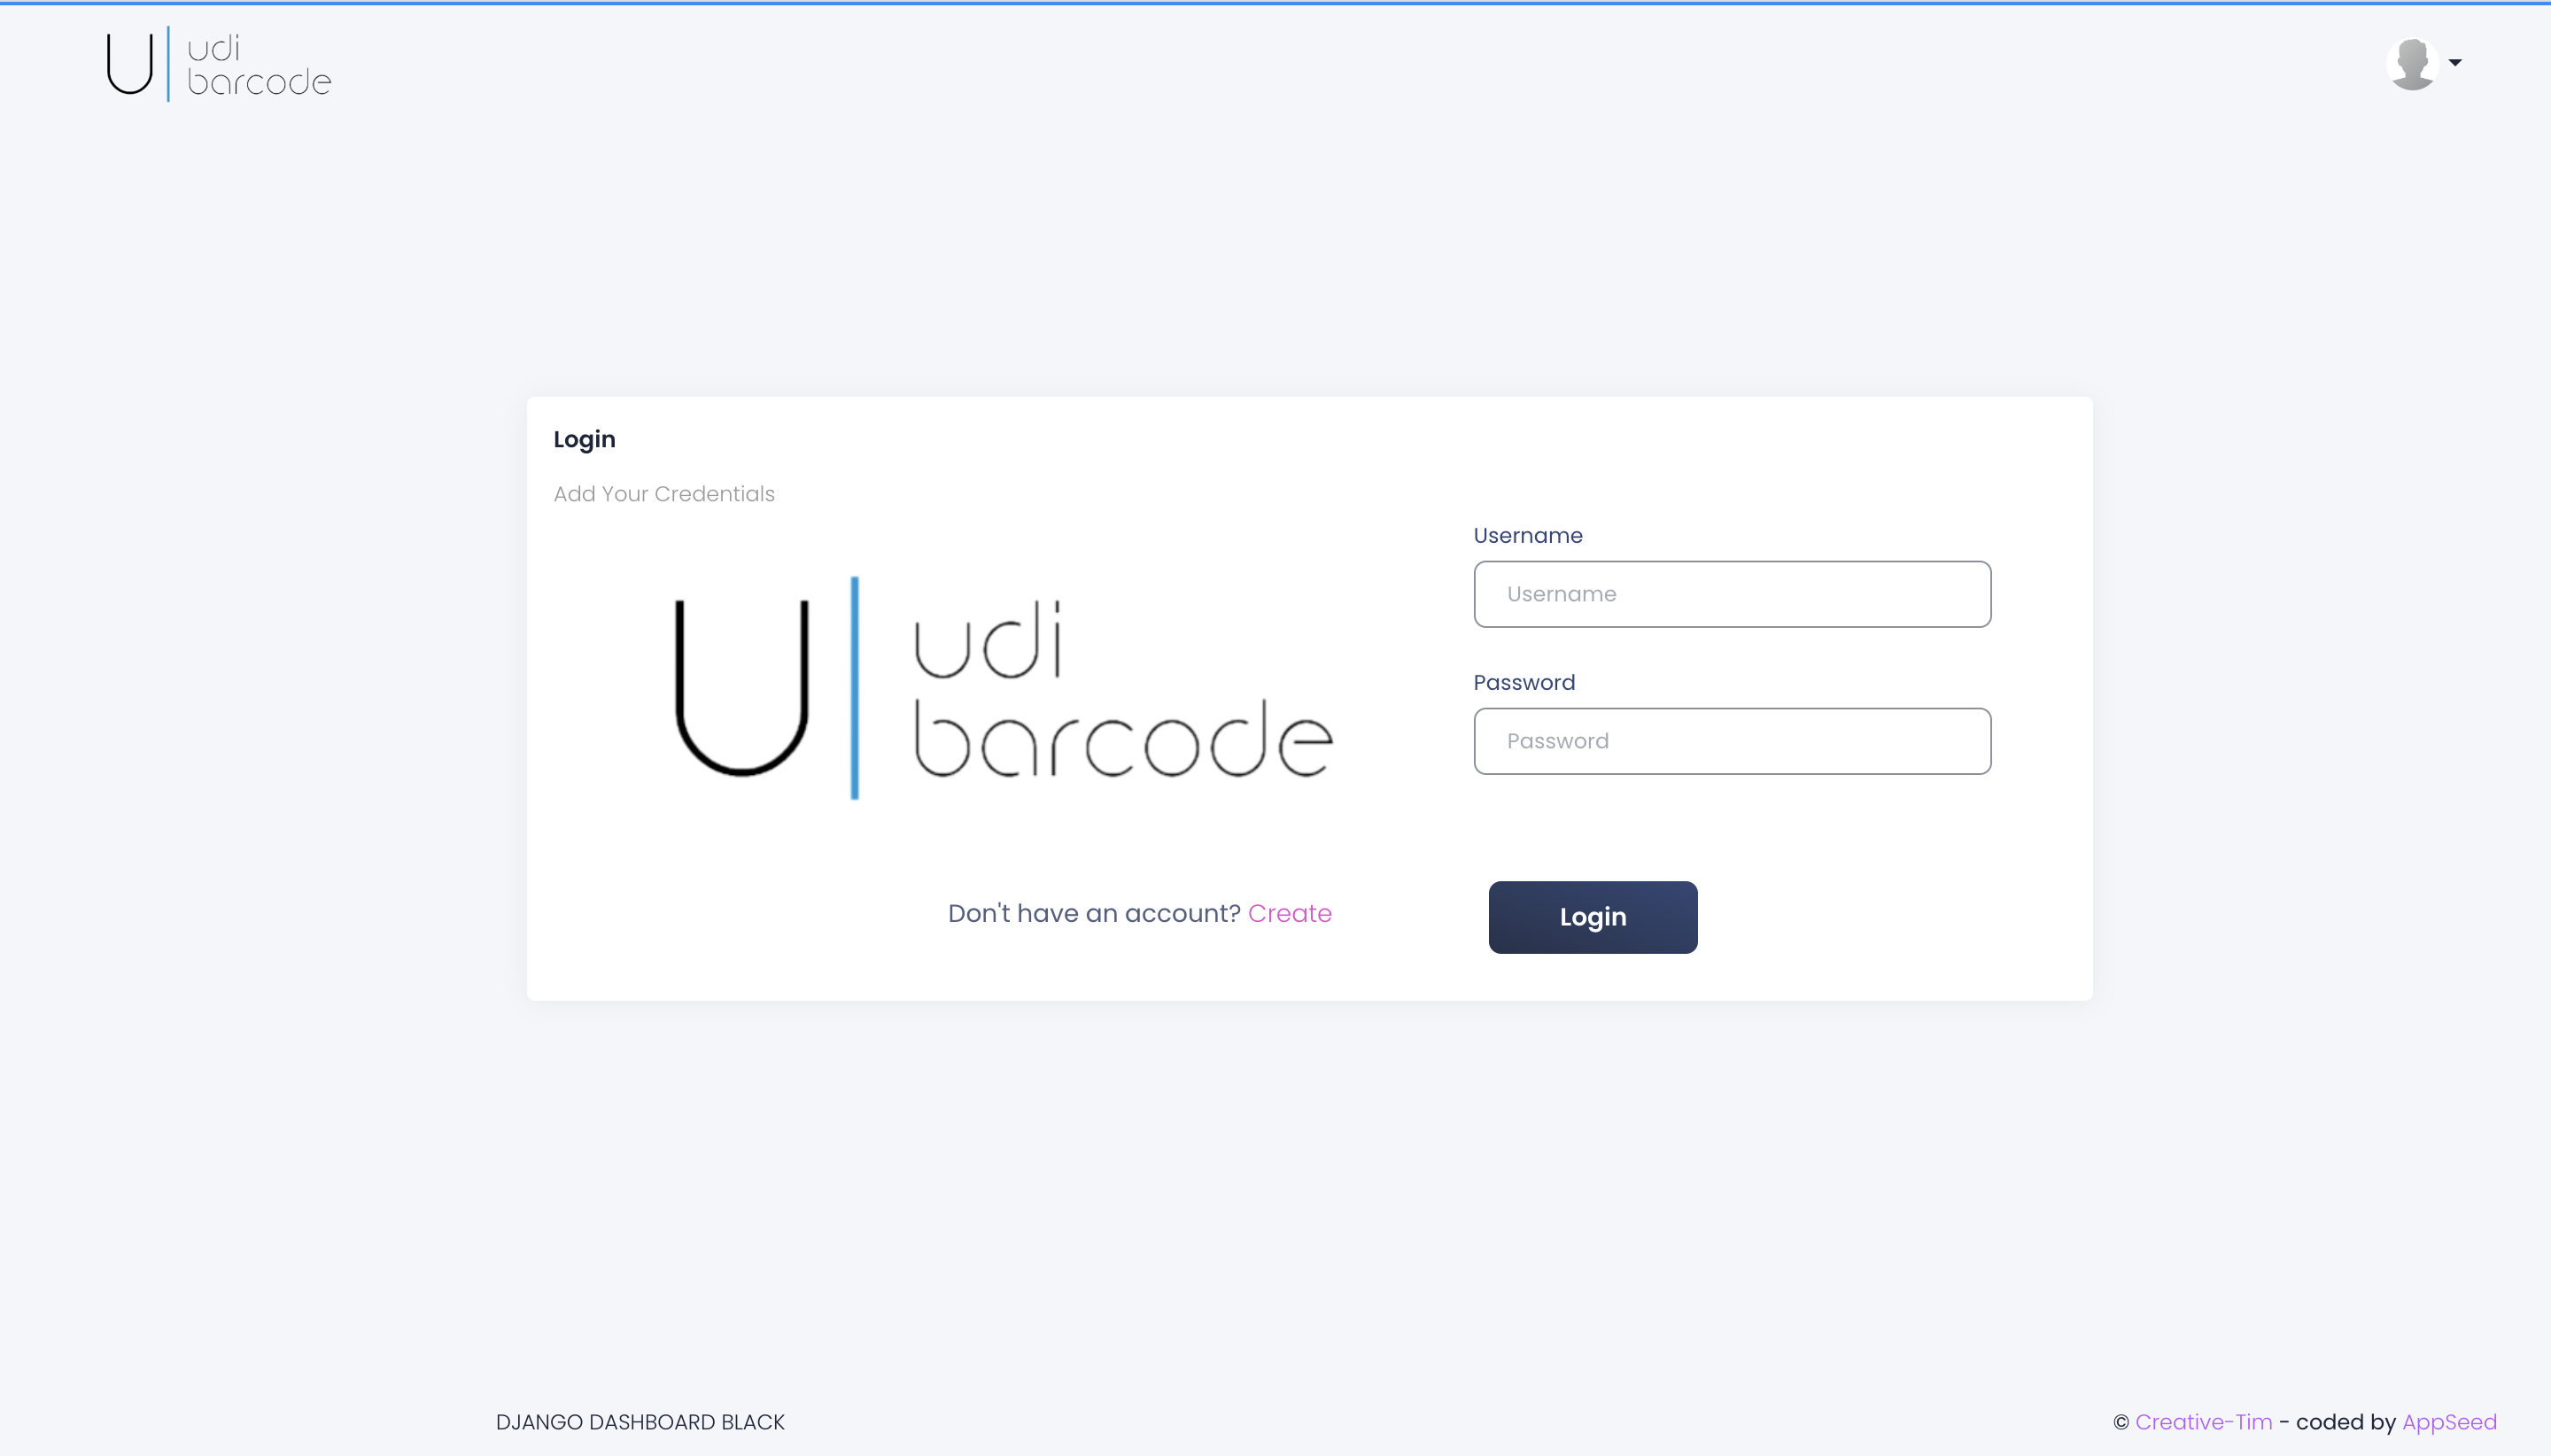 U udi
barcode
Login
Add Your Credentials
U udi
barcode
Username
Username
Password
Password
Don't have an account? Create
Login
DJANGO DASHBOARD BLACK
© Creative-Tim - coded by AppSeed